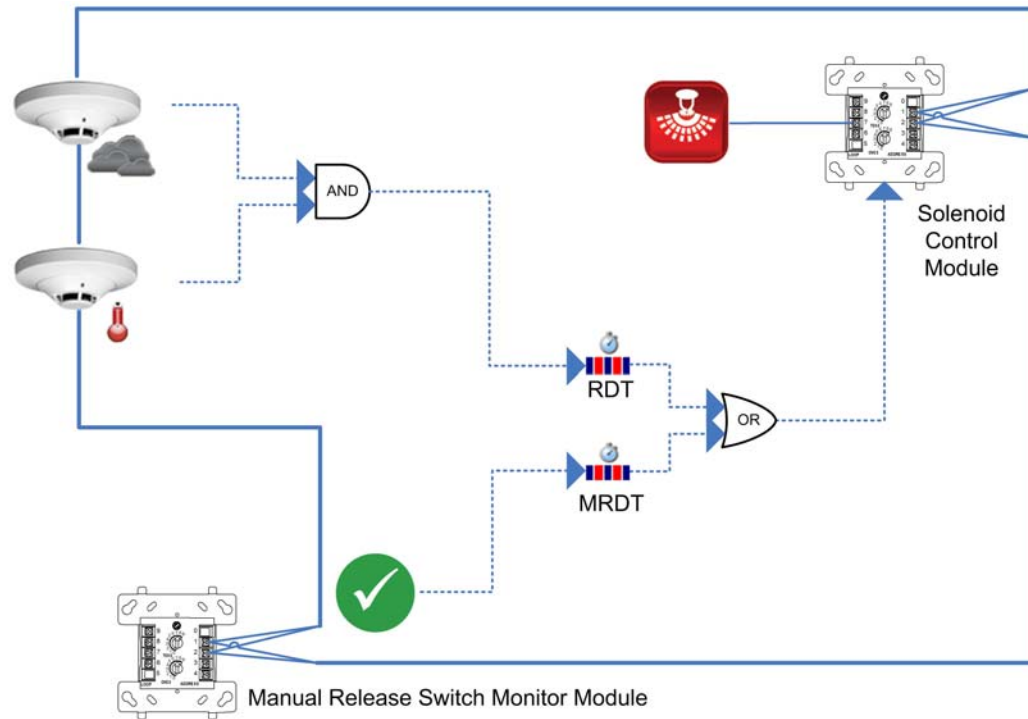 AND
Solenoid
Control
Module
RDT
OR
MRDT
Manual Release Switch Monitor Module